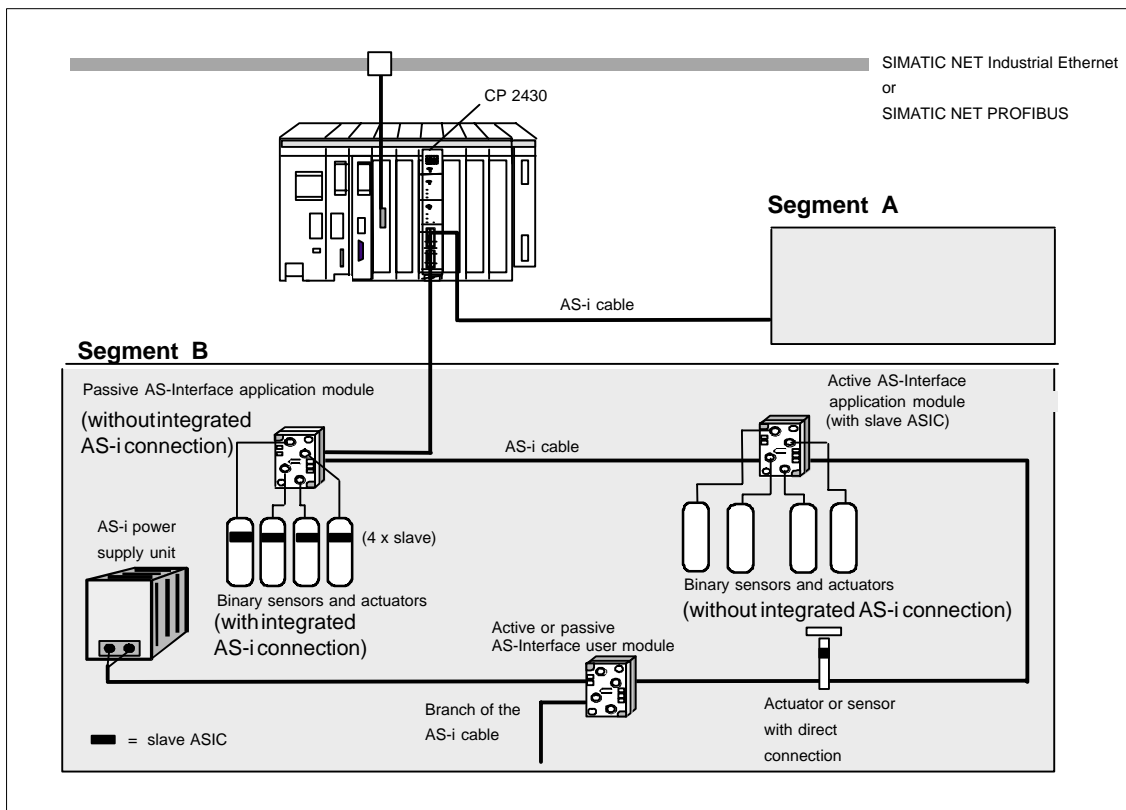 SIMATIC NET Industrial Ethernet
or
SIMATIC NET PROFIBUS
CP 2430
Segment A
AS-i cable
Segment B
Passive AS-Interface application module
(withoutintegrated
AS-i connection)
Active AS-Interface
application module
(with slave ASIC)
AS-i cable
AS-i power
supply unit
(4 x slave)
Binary sensors and actuators
(with integrated
AS-i connection)
Binary sensors and actuators
(without integrated AS-i connection)
Active or passive
AS-Interface user module
Branch of the
AS-i cable
Actuator or sensor
with direct
connection
= slave ASIC